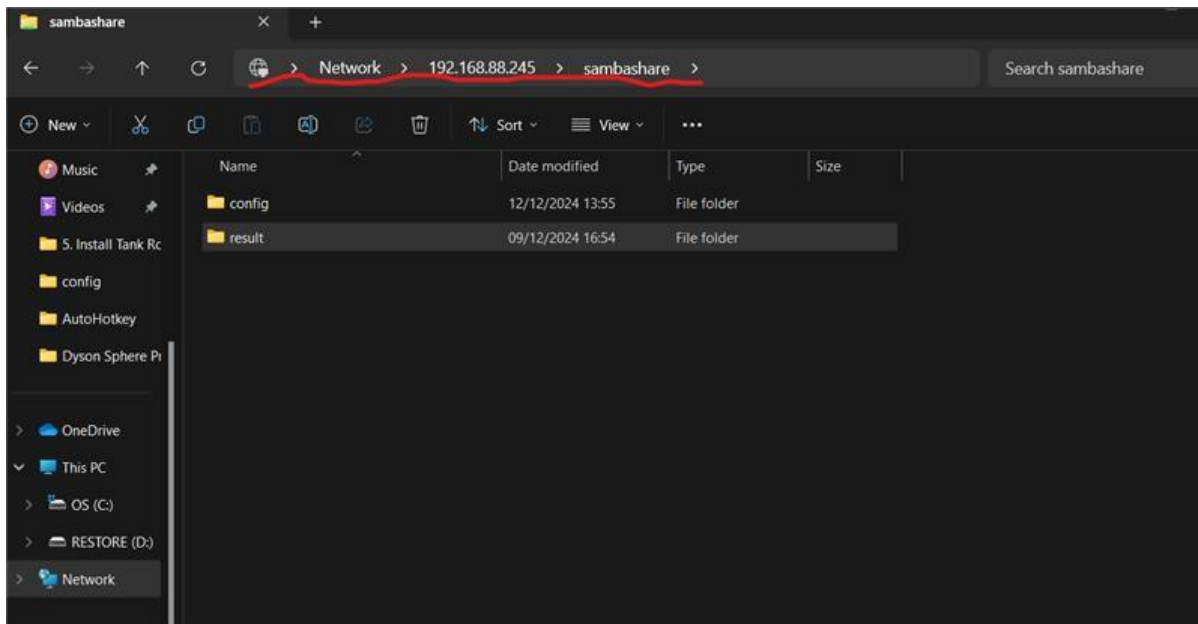 sambashare
Network > 192.168.88.245 > sambashare >
Search sambashare
New
Sort
View
Name Date modified Type Size
config 12/12/2024 13:55 File folder
result 09/12/2024 16:54 File folder
Music
Videos
5. Install Tank Rc
config
AutoHotkey
Dyson Sphere Pr
OneDrive
This PC
OS (C:)
RESTORE (D:)
Network